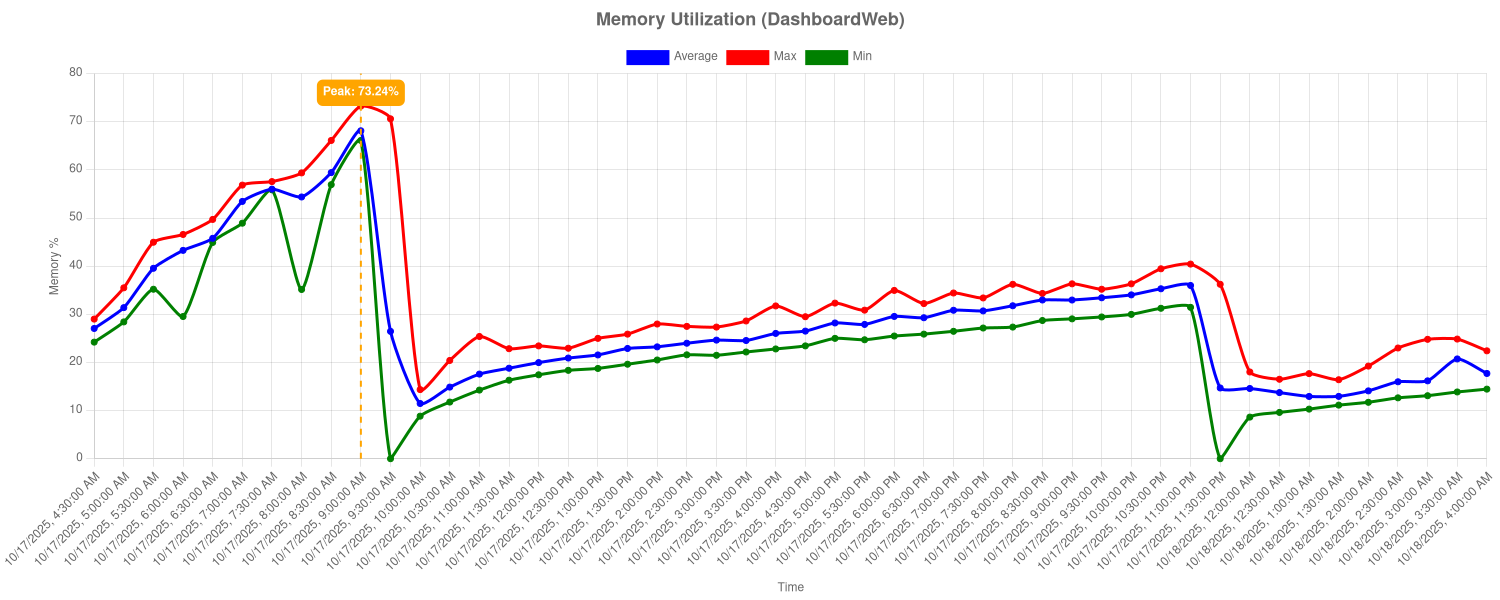 Memory Utilization (DashboardWeb)
Average Max Min
Peak: 73.24%
80
70
60
50
40
30
20
10
0
Memory %
10/17/2025, 4:30:00 AM
10/17/2025, 5:00:00 AM
10/17/2025, 5:30:00 AM
10/17/2025, 6:00:00 AM
10/17/2025, 6:30:00 AM
10/17/2025, 7:00:00 AM
10/17/2025, 7:30:00 AM
10/17/2025, 8:00:00 AM
10/17/2025, 8:30:00 AM
10/17/2025, 9:00:00 AM
10/17/2025, 9:30:00 AM
10/17/2025, 10:00:00 AM
10/17/2025, 10:30:00 AM
10/17/2025, 11:00:00 AM
10/17/2025, 11:30:00 AM
10/17/2025, 12:00:00 PM
10/17/2025, 12:30:00 PM
10/17/2025, 1:00:00 PM
10/17/2025, 1:30:00 PM
10/17/2025, 2:00:00 PM
10/17/2025, 2:30:00 PM
10/17/2025, 3:00:00 PM
10/17/2025, 3:30:00 PM
10/17/2025, 4:00:00 PM
10/17/2025, 4:30:00 PM
10/17/2025, 5:00:00 PM
10/17/2025, 5:30:00 PM
10/17/2025, 6:00:00 PM
10/17/2025, 6:30:00 PM
10/17/2025, 7:00:00 PM
10/17/2025, 7:30:00 PM
10/17/2025, 8:00:00 PM
10/17/2025, 8:30:00 PM
10/17/2025, 9:00:00 PM
10/17/2025, 9:30:00 PM
10/17/2025, 10:00:00 PM
10/17/2025, 10:30:00 PM
10/17/2025, 11:00:00 PM
10/17/2025, 11:30:00 PM
10/18/2025, 12:00:00 AM
10/18/2025, 12:30:00 AM
10/18/2025, 1:00:00 AM
10/18/2025, 1:30:00 AM
10/18/2025, 2:00:00 AM
10/18/2025, 2:30:00 AM
10/18/2025, 3:00:00 AM
10/18/2025, 3:30:00 AM
10/18/2025, 4:00:00 AM
Time